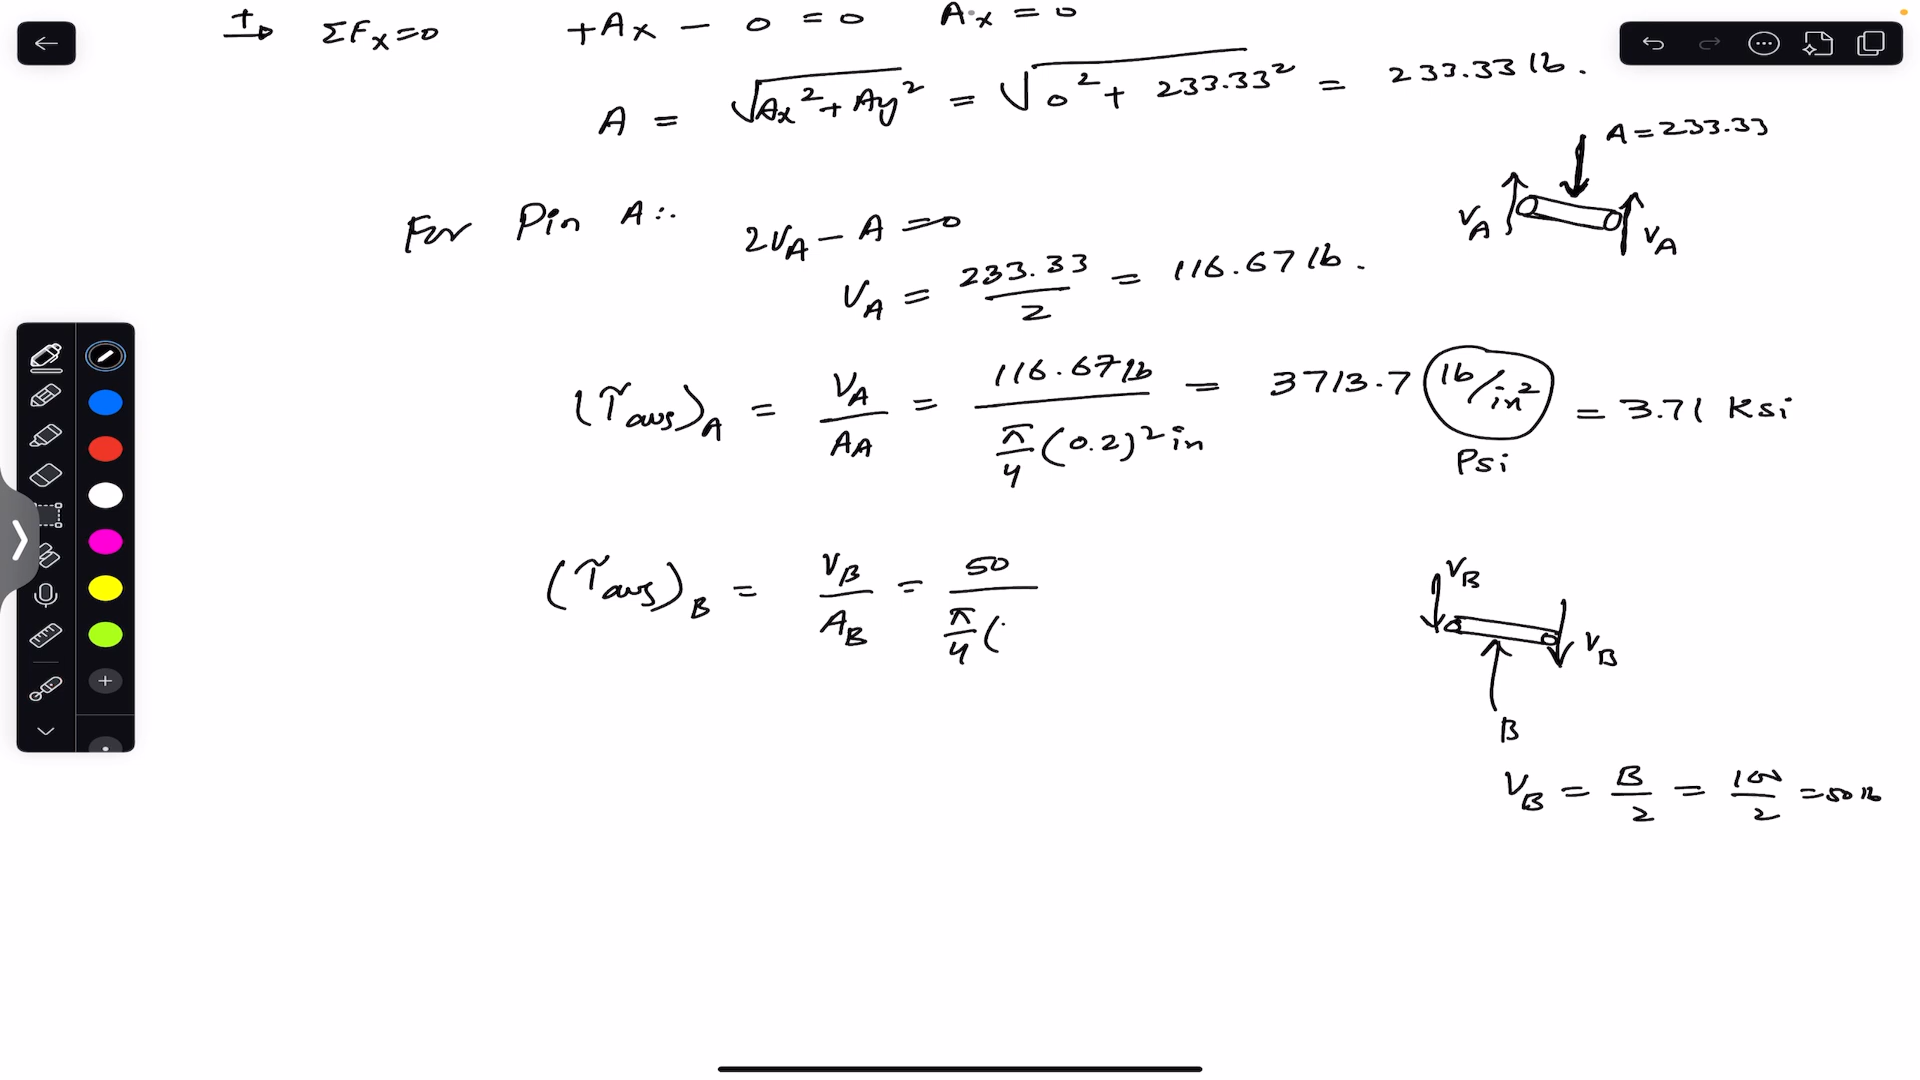 +→ ΣFx=0 +Ax - 0 = 0 Ax = 0
A = √Ax²+Ay² = √0²+ 233.33² = 233.33 lb.
A = 233.33
VA VA
For Pin A:. 2VA - A = 0
VA = 233.33/2 = 116.67 lb.
(τavg)A = VA/AA = 116.67 lb / π/4 (0.2)² in = 3713.7 lb/in² = 3.71 Ksi
Psi
(τavg)B = VB/AB = 50 / π/4 (
VB
VB
B
VB = B/2 = 100/2 = 50 lb